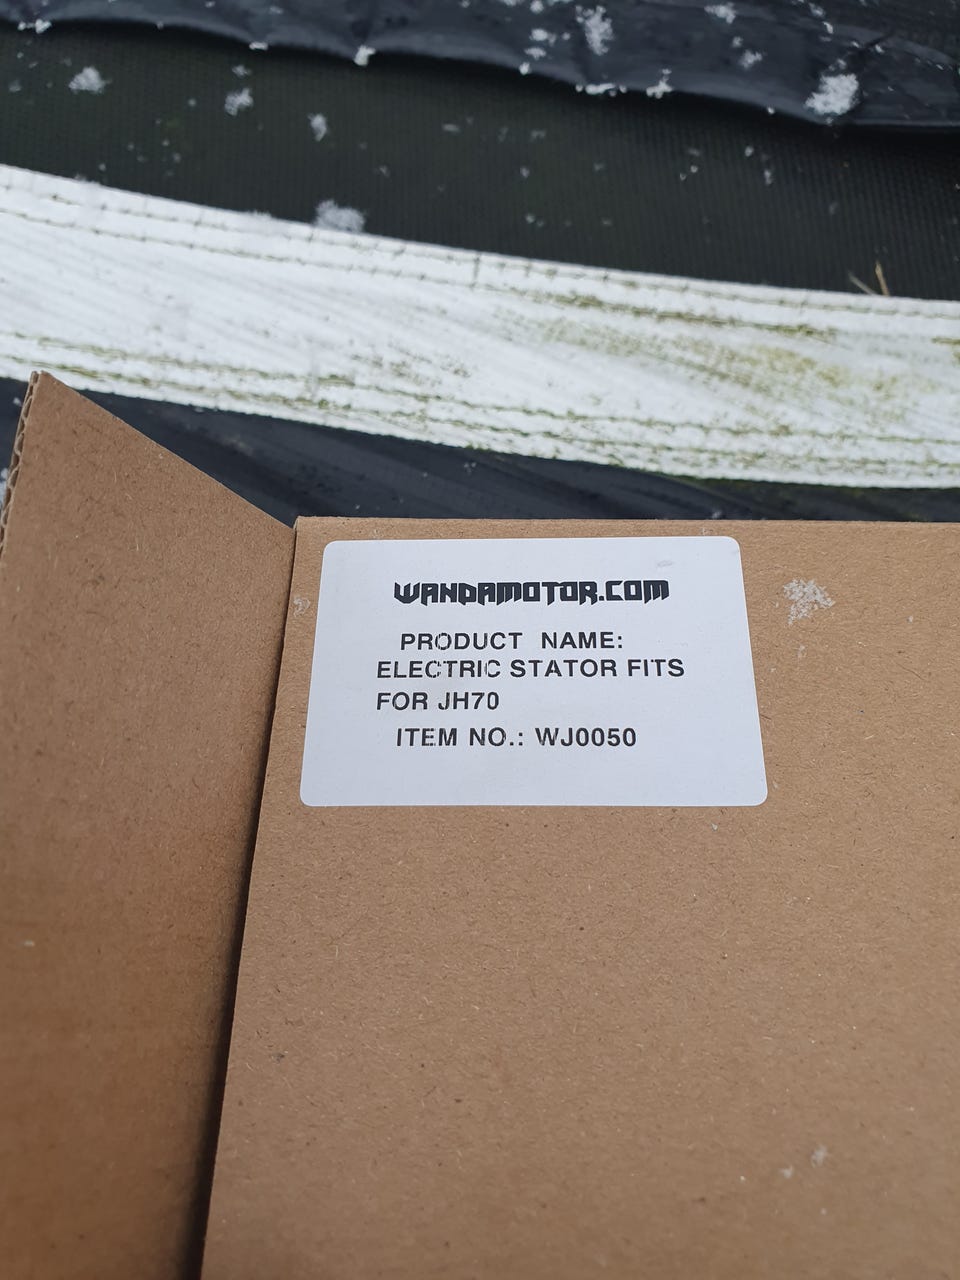 WANDAMOTOR.COM
PRODUCT NAME:
ELECTRIC STATOR FITS
FOR JH70
ITEM NO.: WJ0050